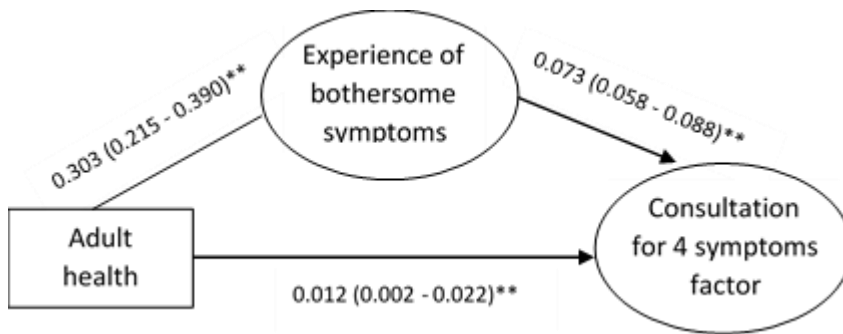 Experience of
bothersome
symptoms
0.303 (0.215 - 0.390)**
0.073 (0.058 - 0.088)**
Adult
health
Consultation
for 4 symptoms
factor
0.012 (0.002 - 0.022)**